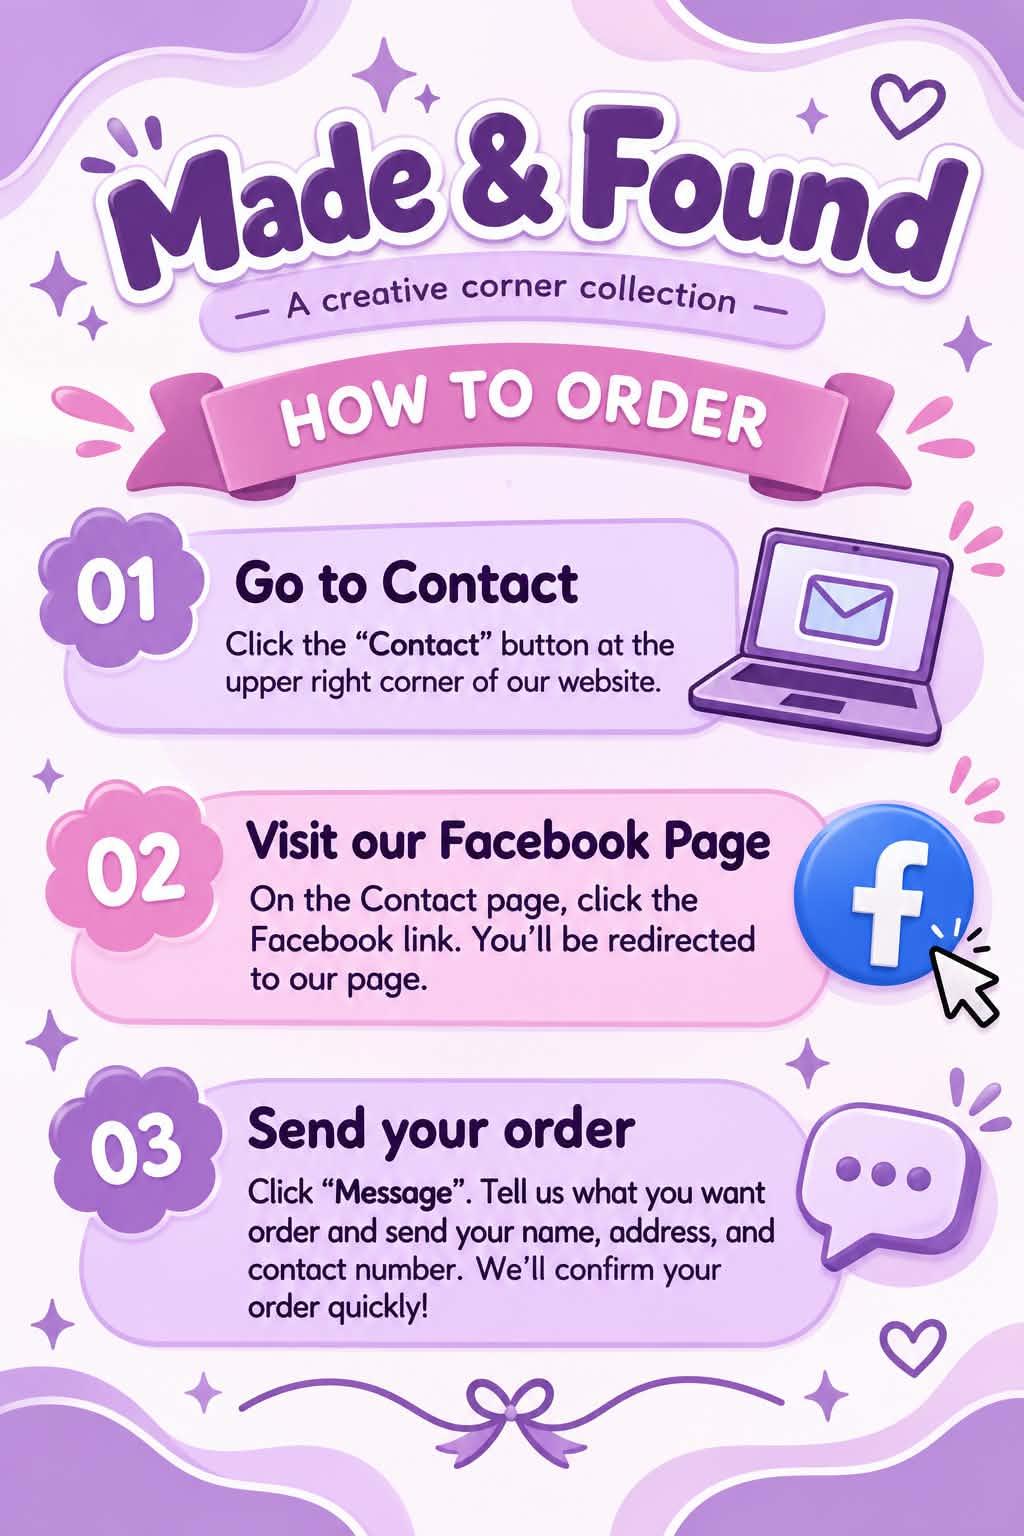 Made & Found
— A creative corner collection —
HOW TO ORDER
01
Go to Contact
Click the “Contact” button at the
upper right corner of our website.
02
Visit our Facebook Page
On the Contact page, click the
Facebook link. You’ll be redirected
to our page.
f
03
Send your order
Click “Message”. Tell us what you want
order and send your name, address, and
contact number. We’ll confirm your
order quickly!